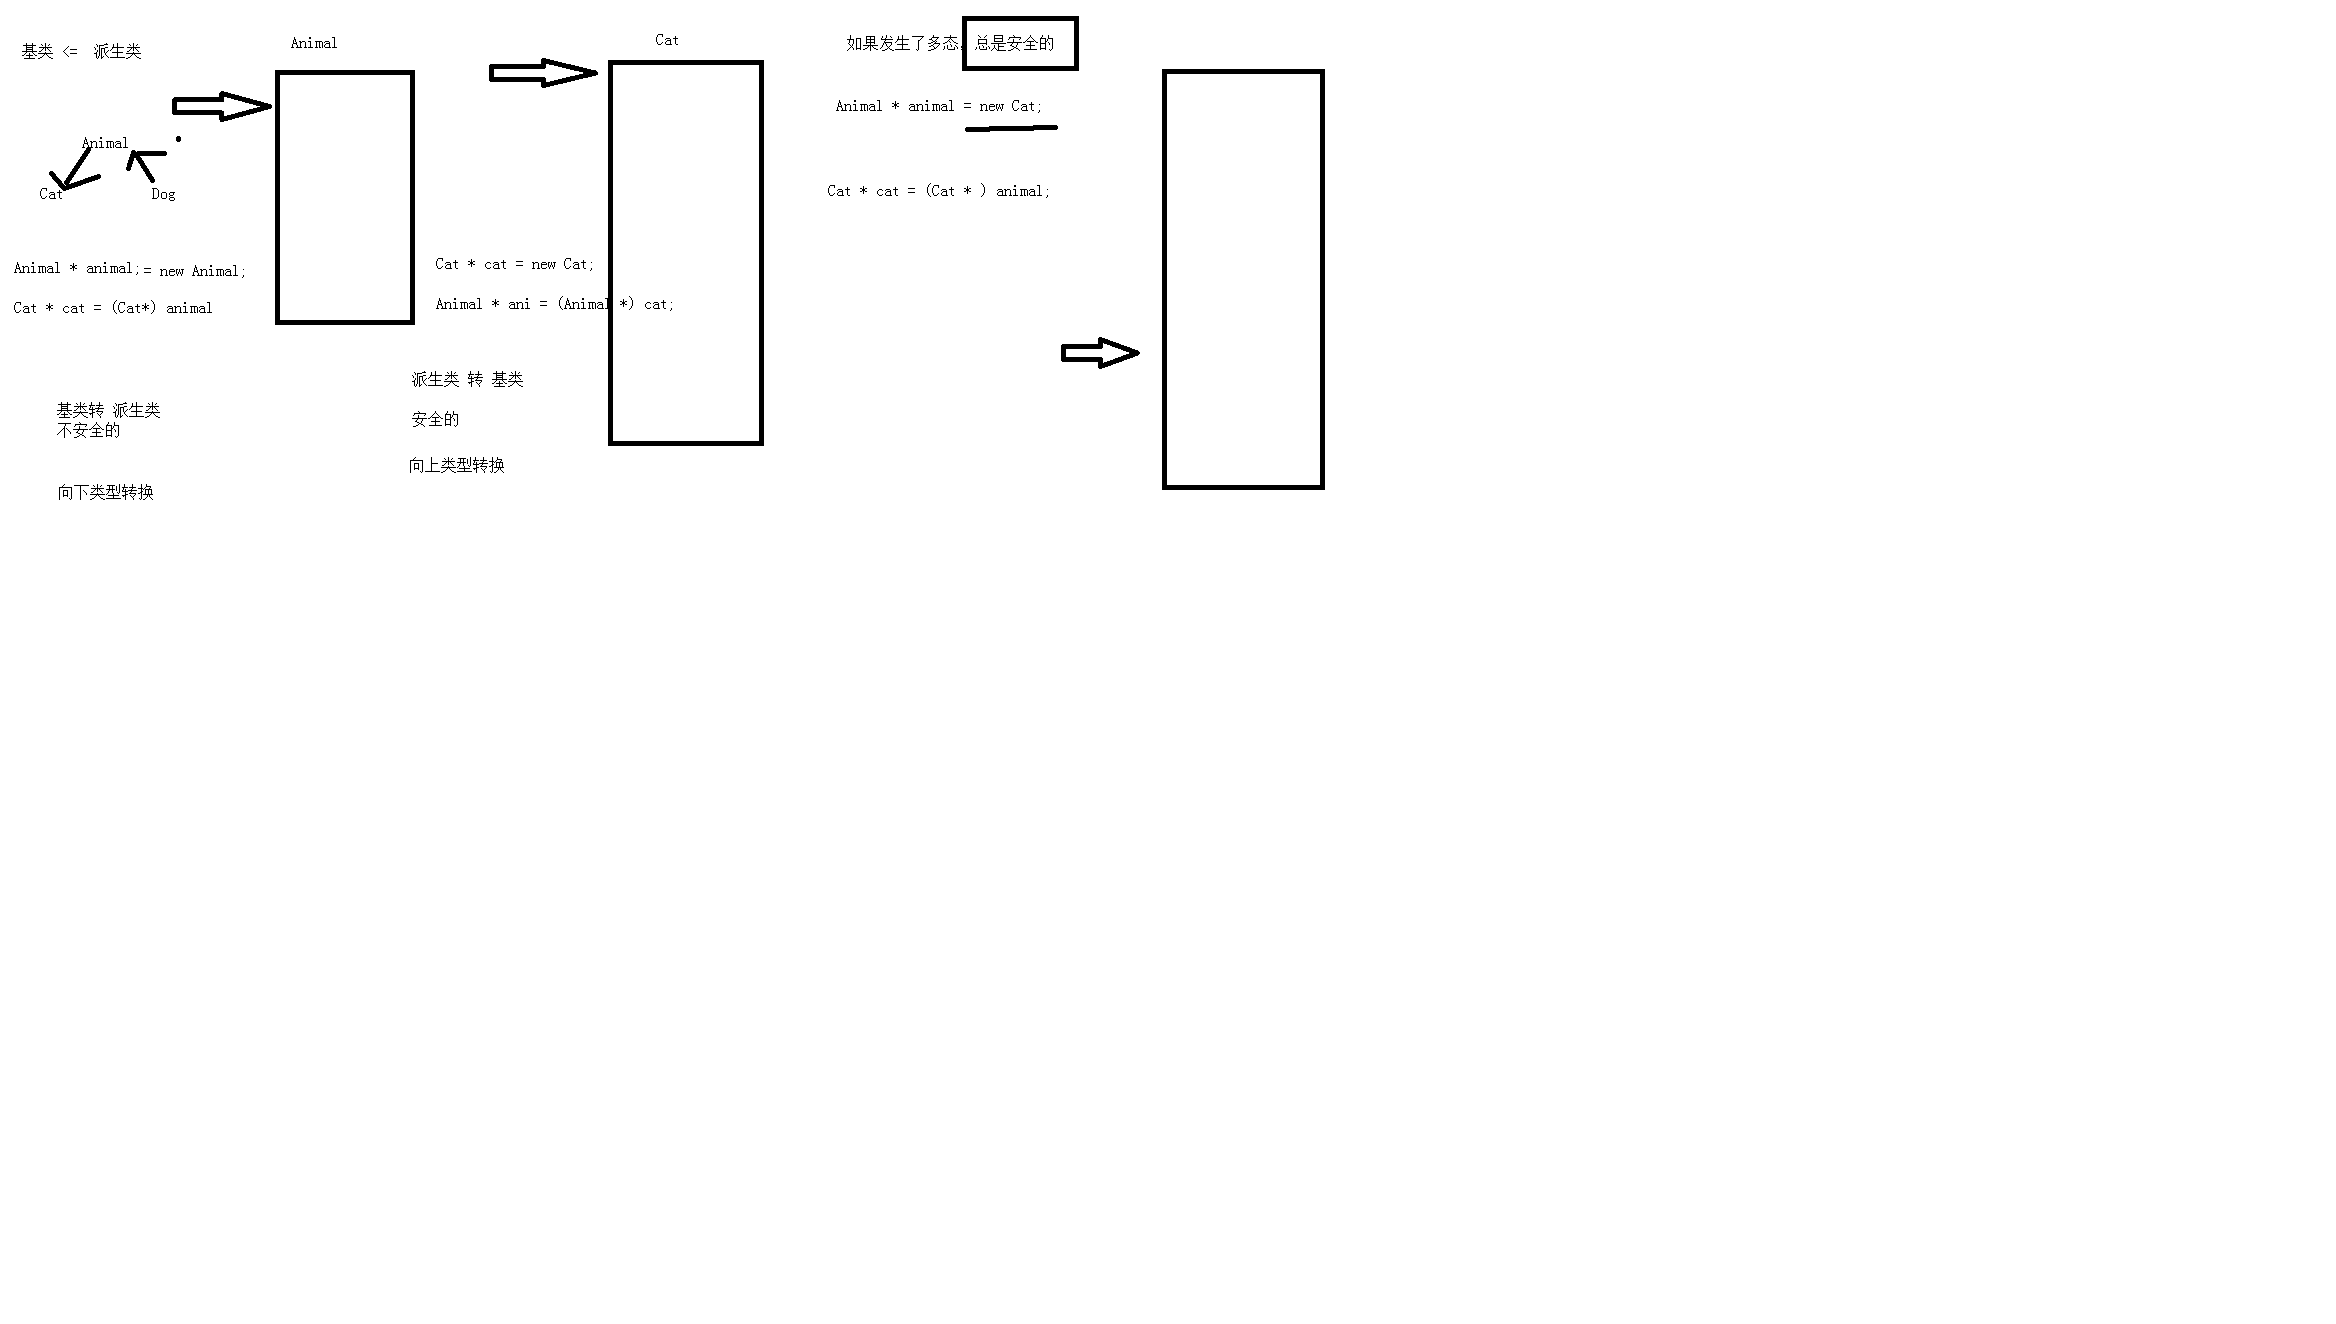 基类 <= 派生类
Animal
Cat Dog
Animal * animal;= new Animal;
Cat * cat = (Cat*) animal
基类转 派生类
不安全的
向下类型转换
Animal
Cat
Cat * cat = new Cat;
Animal * ani = (Animal *) cat;
派生类 转 基类
安全的
向上类型转换
如果发生了多态，总是安全的
Animal * animal = new Cat;
Cat * cat = (Cat * ) animal;